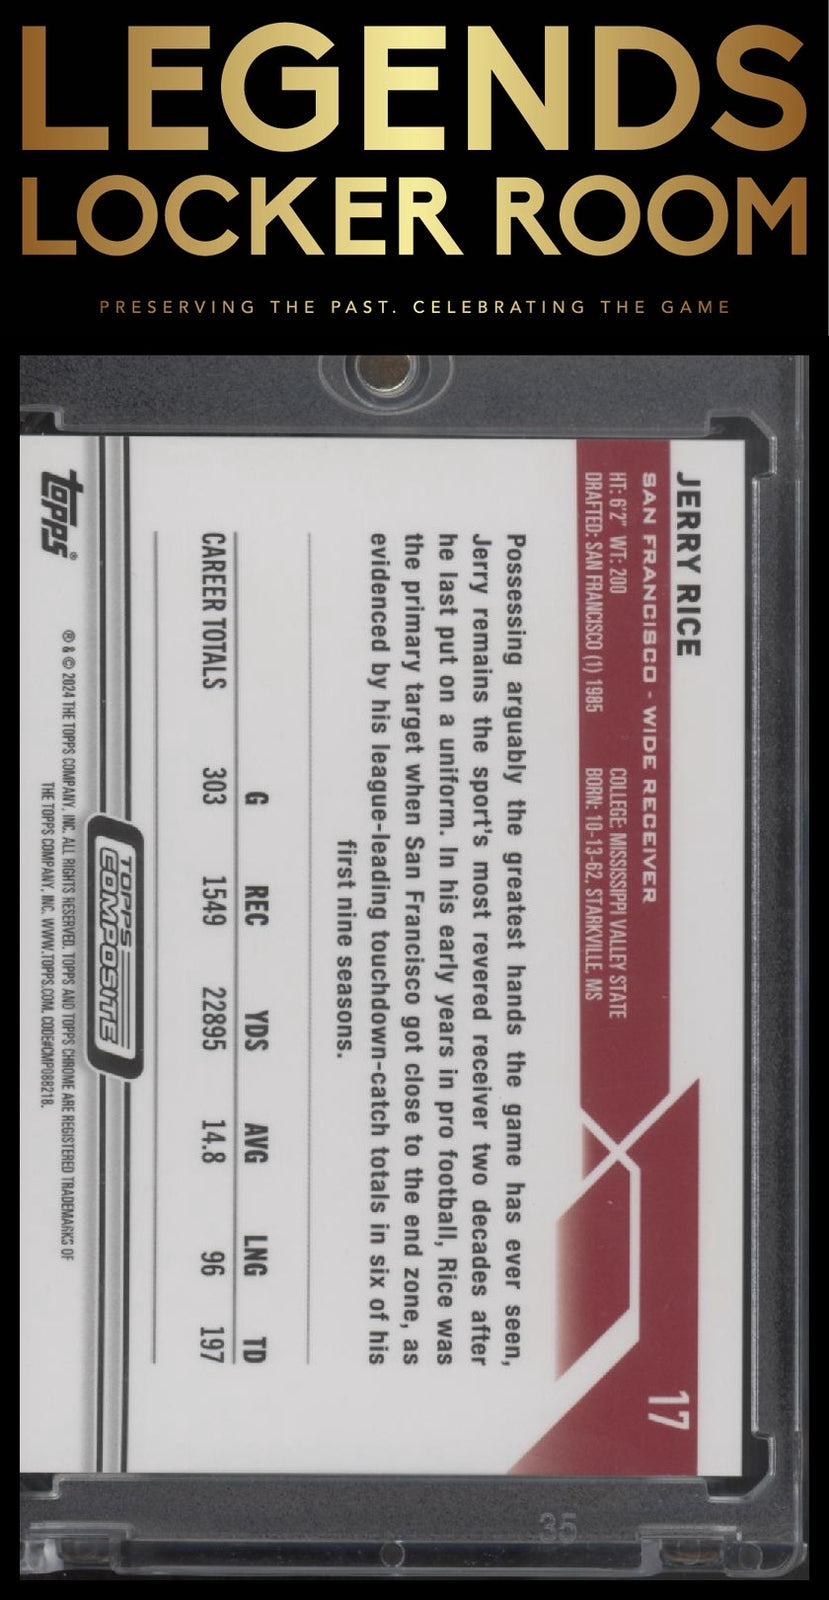 LEGENDS
LOCKER ROOM
PRESERVING THE PAST. CELEBRATING THE GAME
JERRY RICE
17
SAN FRANCISCO - WIDE RECEIVER
HT: 6'2" WT: 200 COLLEGE: MISSISSIPPI VALLEY STATE
DRAFTED: SAN FRANCISCO (1) 1985 BORN: 10-13-62, STARKVILLE, MS
Possessing arguably the greatest hands the game has ever seen,
Jerry remains the sport's most revered receiver two decades after
he last put on a uniform. In his early years in pro football, Rice was
the primary target when San Francisco got close to the end zone, as
evidenced by his league-leading touchdown-catch totals in six of his
first nine seasons.
G REC YDS AVG LNG TD
CAREER TOTALS 303 1549 22895 14.8 96 197
TOPPS
COMPOSITE
topps®
® & © 2024 THE TOPPS COMPANY, INC. ALL RIGHTS RESERVED. TOPPS AND TOPPS CHROME ARE REGISTERED TRADEMARKS OF
THE TOPPS COMPANY, INC. WWW.TOPPS.COM. CODE#CMP088218.
35